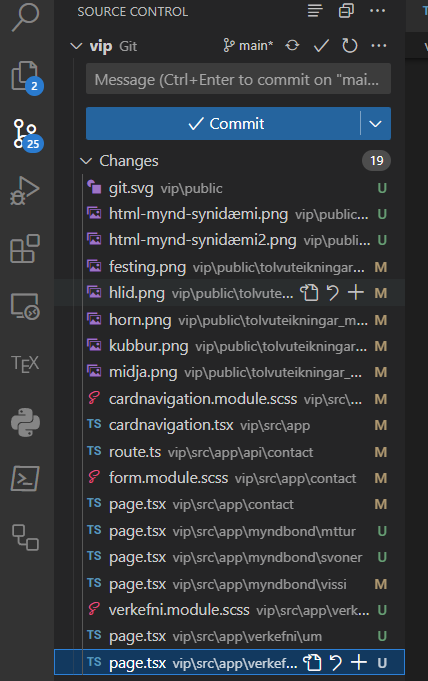 SOURCE CONTROL
vip Git main*
Message (Ctrl+Enter to commit on "mai...
Commit
Changes 19
git.svg vip\public U
html-mynd-synidæmi.png vip\public... U
html-mynd-synidæmi2.png vip\public... U
festing.png vip\public\tolvuteikningar... M
hlid.png vip\public\tolvute... M
horn.png vip\public\tolvuteikningar_m... M
kubbur.png vip\public\tolvuteikningar... M
midja.png vip\public\tolvuteikningar_... M
cardnavigation.module.scss vip\src\... M
TS cardnavigation.tsx vip\src\app M
TS route.ts vip\src\app\api\contact M
form.module.scss vip\src\app\contact M
TS page.tsx vip\src\app\contact M
TS page.tsx vip\src\app\myndbond\mttur U
TS page.tsx vip\src\app\myndbond\svoner U
TS page.tsx vip\src\app\myndbond\vissi M
verkefni.module.scss vip\src\app\verk... U
TS page.tsx vip\src\app\verkefni\um U
TS page.tsx vip\src\app\verkef... U
2
25
TEX